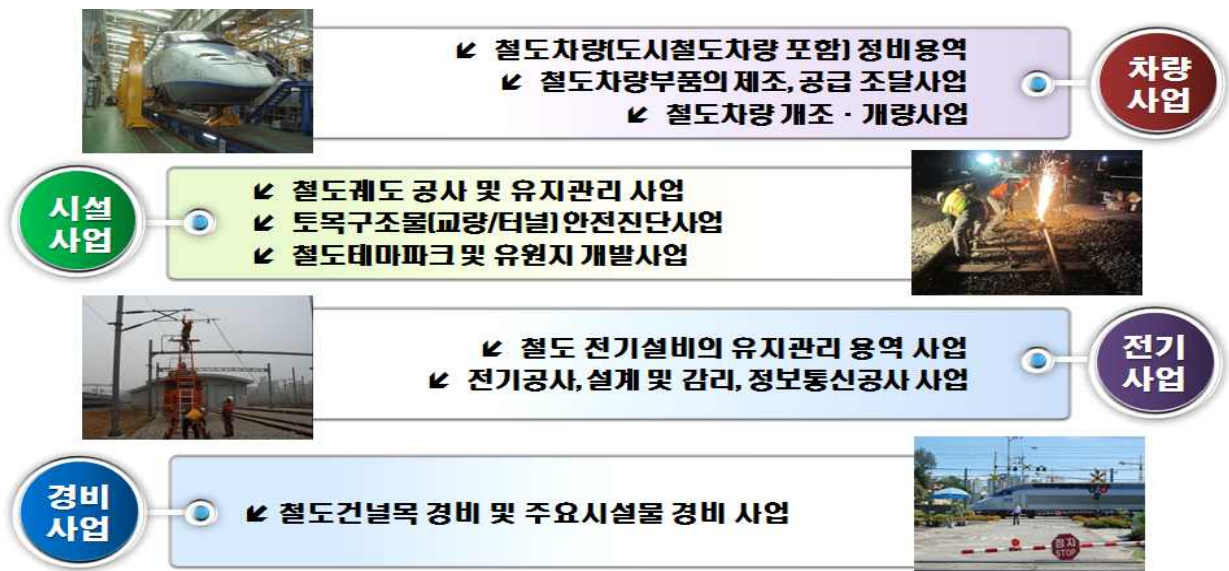 철도차량(도시철도차량 포함) 정비용역
철도차량부품의 제조, 공급 조달사업
철도차량 개조 · 개량사업
차량
사업
시설
사업
철도궤도 공사 및 유지관리 사업
토목구조물(교량/터널) 안전진단사업
철도테마파크 및 유원지 개발사업
철도 전기설비의 유지관리 용역 사업
전기공사, 설계 및 감리, 정보통신공사 사업
전기
사업
경비
사업
철도건널목 경비 및 주요시설물 경비 사업
정지
STOP